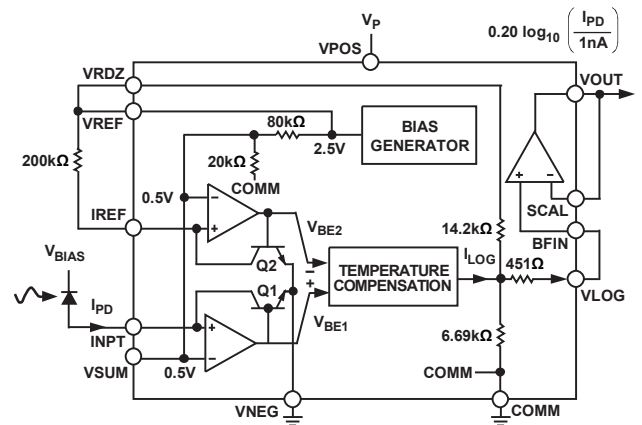 VP
0.20 log10 (IPD / 1nA)
VPOS
VRDZ
VOUT
VREF
80kΩ
BIAS GENERATOR
2.5V
200kΩ
20kΩ
COMM
0.5V
SCAL
IREF
VBE2
14.2kΩ
BFIN
VBIAS
Q2
TEMPERATURE COMPENSATION
ILOG
451Ω
IPD
Q1
VLOG
INPT
VBE1
6.69kΩ
VSUM
0.5V
COMM
VNEG
COMM